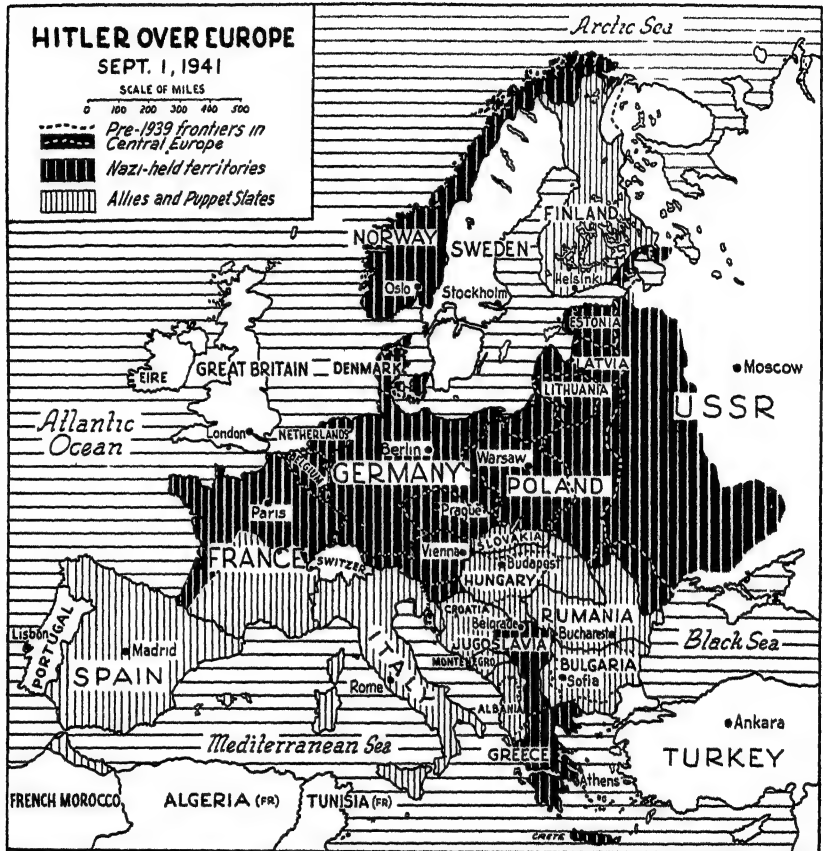 HITLER OVER EUROPE
SEPT. 1, 1941
SCALE OF MILES
0 100 200 300 400 500
Pre-1939 frontiers in
Central Europe
Nazi-held territories
Allies and Puppet States
Arctic Sea
NORWAY
SWEDEN
FINLAND
Oslo
Stockholm
Helsinki
ESTONIA
LATVIA
LITHUANIA
Moscow
USSR
EIRE
GREAT BRITAIN
DENMARK
Atlantic
Ocean
London
NETHERLANDS
BELGIUM
Berlin
GERMANY
Warsaw
POLAND
Paris
Prague
FRANCE
SWITZER
Vienna
SLOVAKIA
Budapest
HUNGARY
CROATIA
Belgrade
JUGOSLAVIA
MONTENEGRO
RUMANIA
Bucharest
BULGARIA
Sofia
Black Sea
Lisbon
PORTUGAL
Madrid
SPAIN
ITALY
Rome
ALBANIA
GREECE
Athens
Ankara
TURKEY
Mediterranean Sea
FRENCH MOROCCO
ALGERIA (FR)
TUNISIA (FR)
CRETE